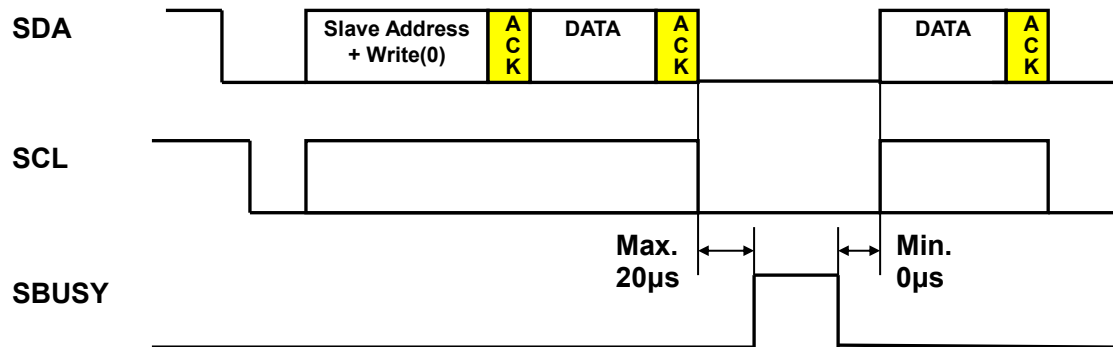 SDA
Slave Address
+ Write(0)
A
C
K
DATA
A
C
K
DATA
A
C
K
SCL
Max.
20µs
Min.
0µs
SBUSY